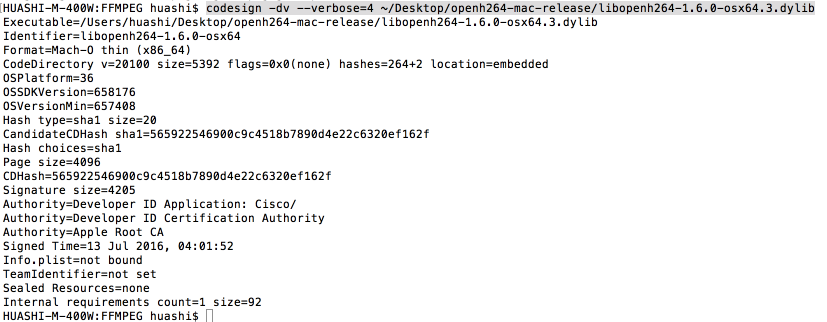 [HUASHI-M-400W:FFMPEG huashi$ codesign -dv --verbose=4 ~/Desktop/openh264-mac-release/libopenh264-1.6.0-osx64.3.dylib
Executable=/Users/huashi/Desktop/openh264-mac-release/libopenh264-1.6.0-osx64.3.dylib
Identifier=libopenh264-1.6.0-osx64
Format=Mach-O thin (x86_64)
CodeDirectory v=20100 size=5392 flags=0x0(none) hashes=264+2 location=embedded
OSPlatform=36
OSSDKVersion=658176
OSVersionMin=657408
Hash type=sha1 size=20
CandidateCDHash sha1=565922546900c9c4518b7890d4e22c6320ef162f
Hash choices=sha1
Page size=4096
CDHash=565922546900c9c4518b7890d4e22c6320ef162f
Signature size=4205
Authority=Developer ID Application: Cisco/
Authority=Developer ID Certification Authority
Authority=Apple Root CA
Signed Time=13 Jul 2016, 04:01:52
Info.plist=not bound
TeamIdentifier=not set
Sealed Resources=none
Internal requirements count=1 size=92
HUASHI-M-400W:FFMPEG huashi$